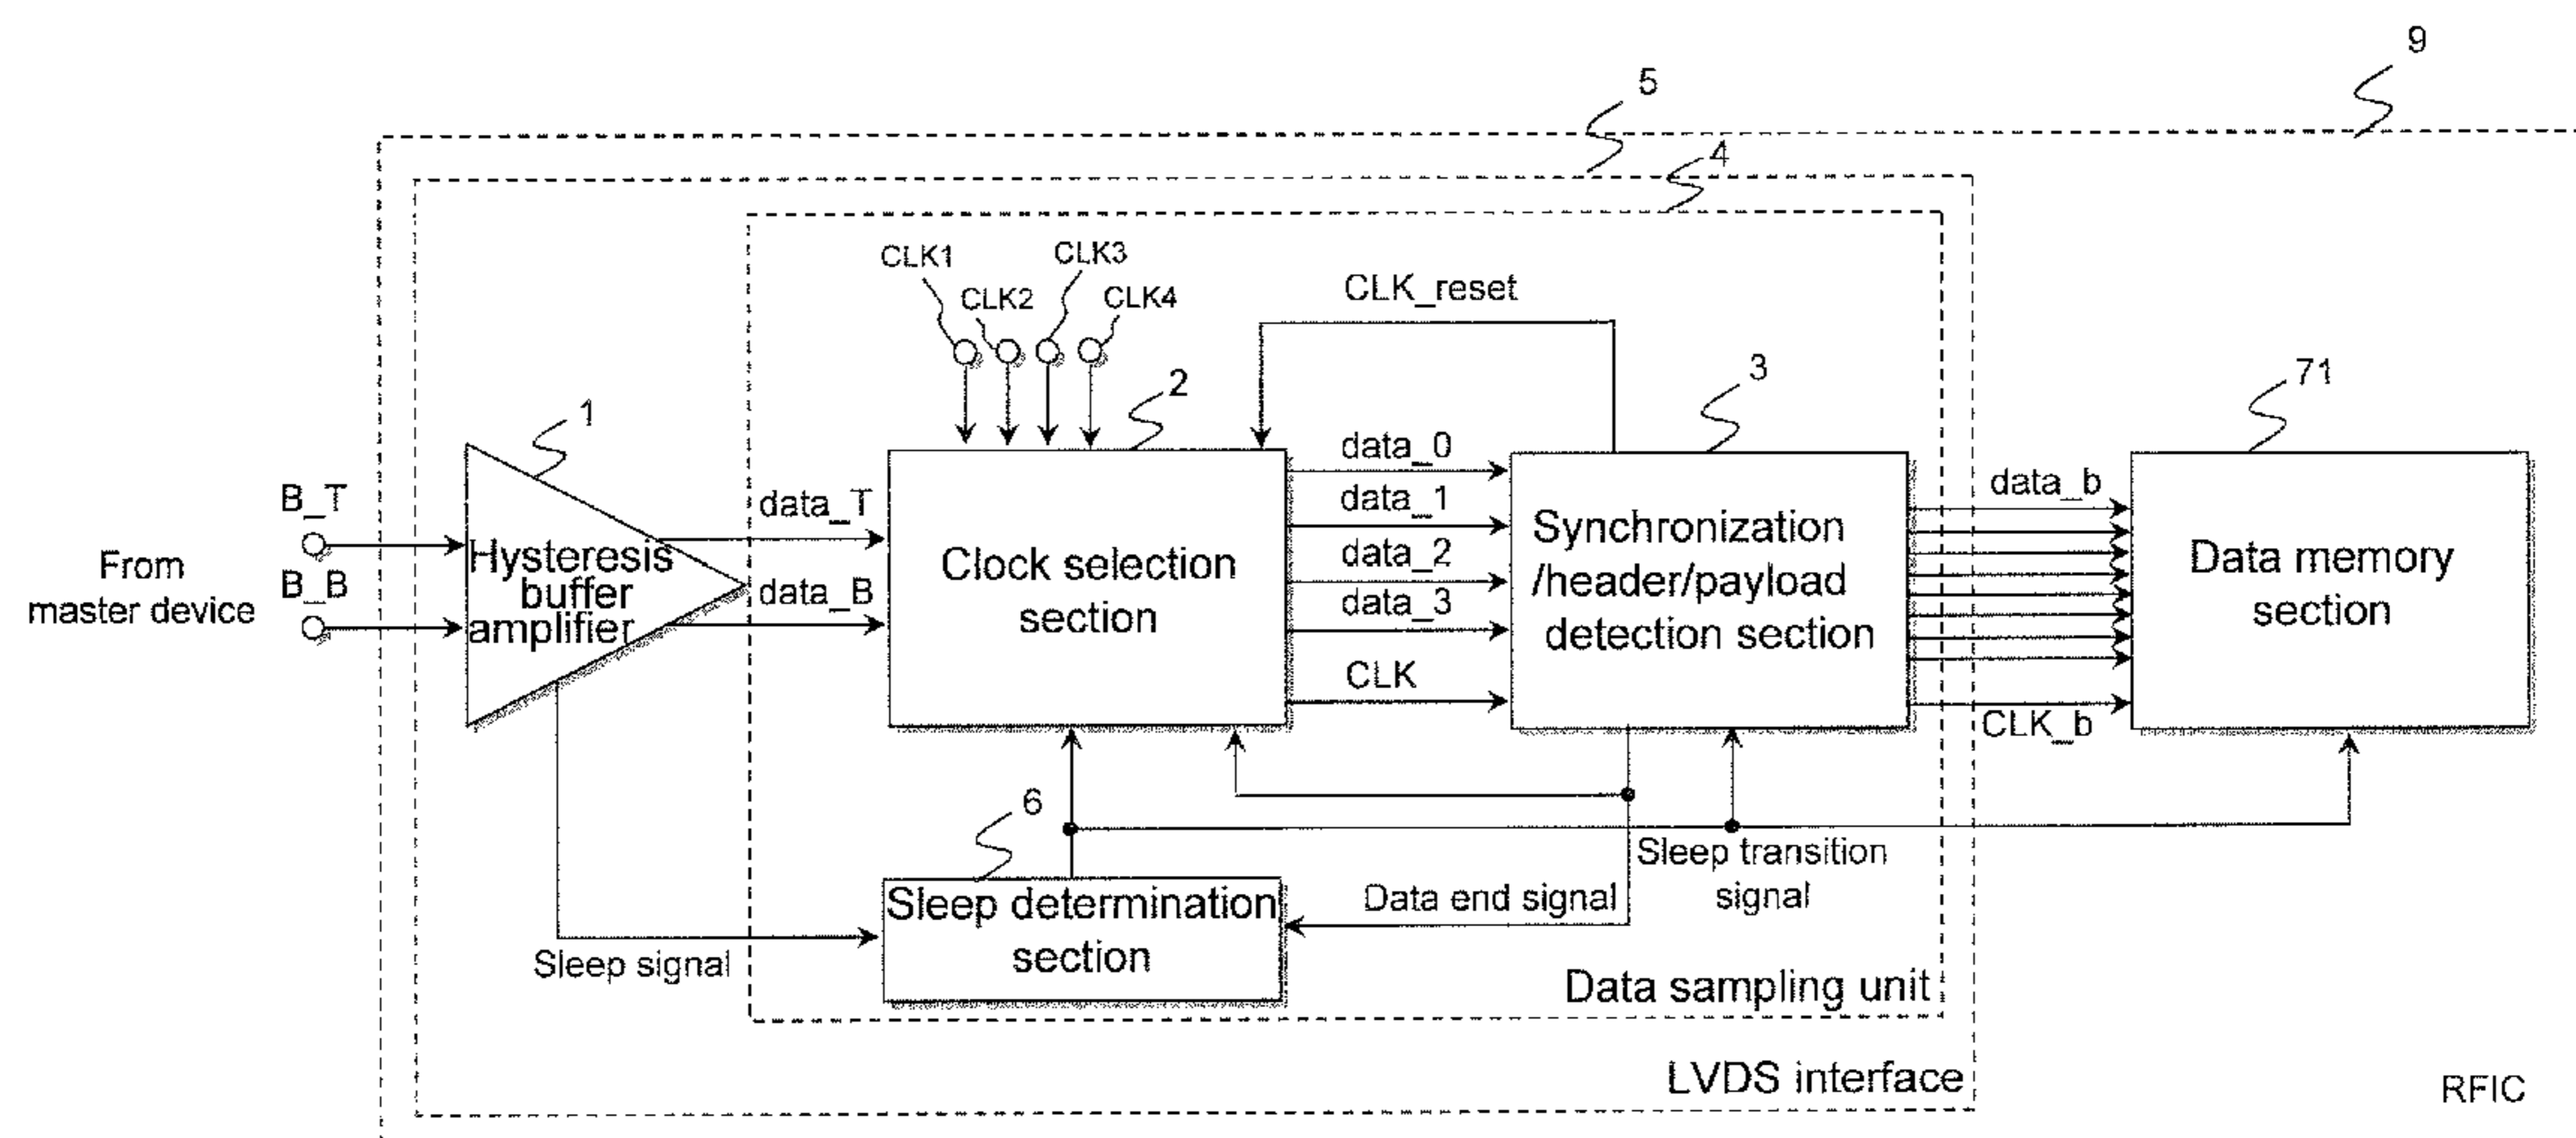 9
5
4
CLK1
CLK3
CLK2
CLK4
CLK_reset
1
2
3
71
B_T
B_B
From
master device
Hysteresis
buffer
amplifier
data_T
data_B
Clock selection
section
data_0
data_1
data_2
data_3
CLK
Synchronization
/header/payload
detection section
data_b
CLK_b
Data memory
section
6
Sleep determination
section
Sleep signal
Data end signal
Sleep transition
signal
Data sampling unit
LVDS interface
RFIC